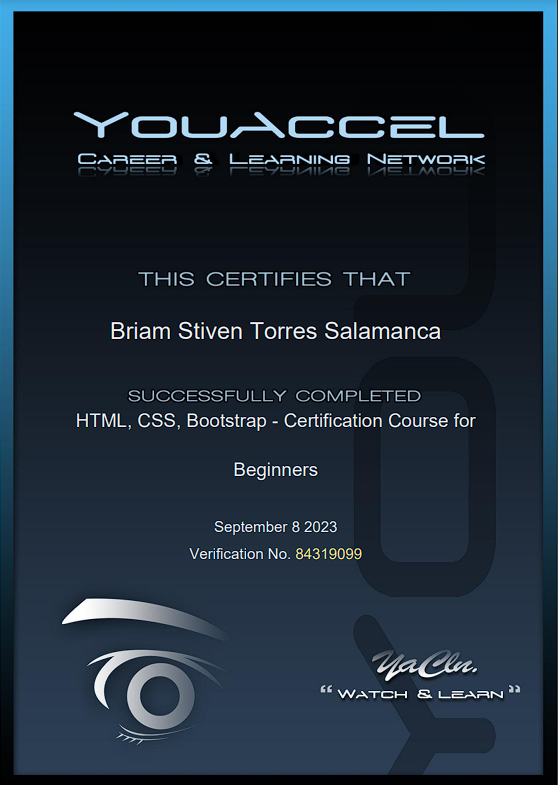 YouAccel
Career & Learning Network
THIS CERTIFIES THAT
Briam Stiven Torres Salamanca
SUCCESSFULLY COMPLETED
HTML, CSS, Bootstrap - Certification Course for
Beginners
September 8 2023
Verification No. 84319099
YaCln.
“ WATCH & LEARN ”
YOU